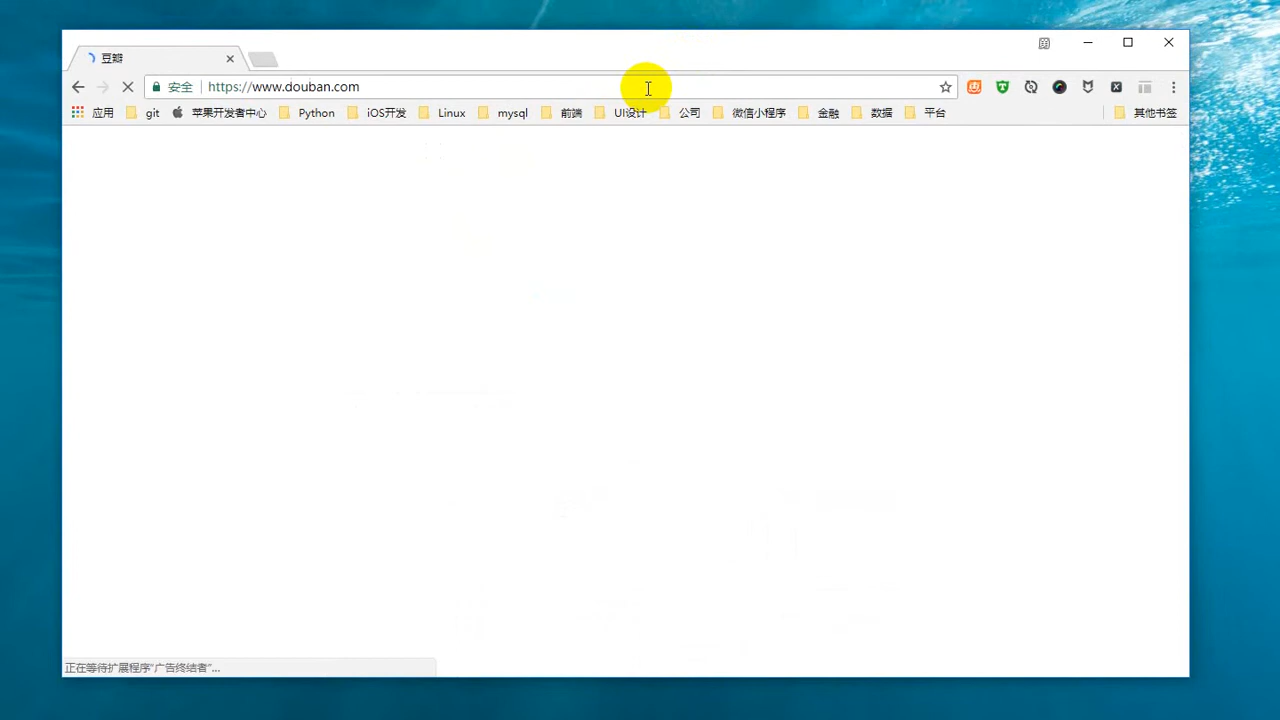 豆瓣
安全 https://www.douban.com
应用 git 苹果开发者中心 Python iOS开发 Linux mysql 前端 UI设计 公司 微信小程序 金融 数据 平台 其他书签
正在等待扩展程序“广告终结者”...